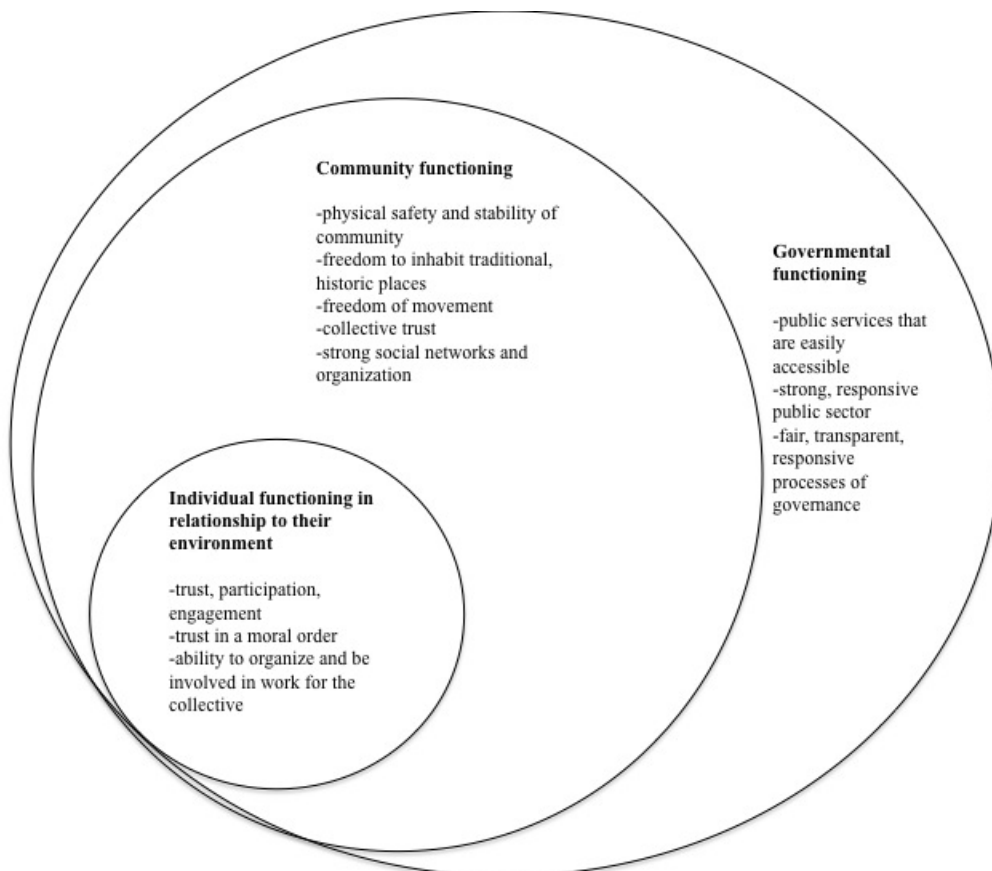 Community functioning
-physical safety and stability of
community
-freedom to inhabit traditional,
historic places
-freedom of movement
-collective trust
-strong social networks and
organization
Governmental
functioning
-public services that
are easily
accessible
-strong, responsive
public sector
-fair, transparent,
responsive
processes of
governance
Individual functioning in
relationship to their
environment
-trust, participation,
engagement
-trust in a moral order
-ability to organize and be
involved in work for the
collective